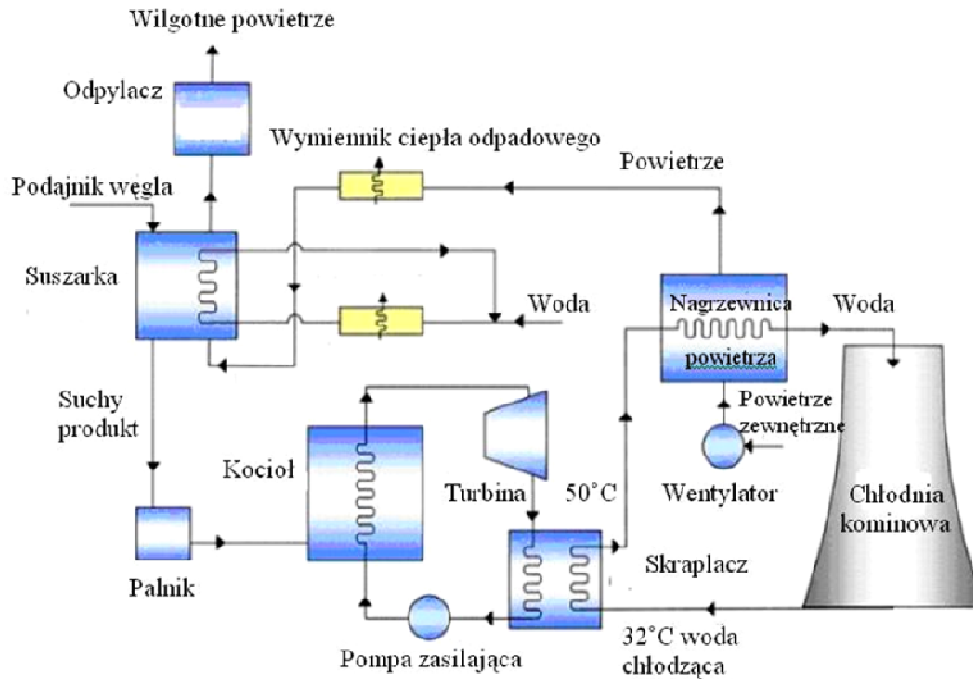 Wilgotne powietrze
Odpylacz
Wymiennik ciepła odpadowego
Powietrze
Podajnik węgla
Suszarka
Woda
Nagrzewnica
powietrza
Woda
Suchy
produkt
Powietrze
zewnętrzne
Kocioł
Turbina
50°C
Wentylator
Chłodnia
kominowa
Palnik
Skraplacz
Pompa zasilająca
32°C woda
chłodząca